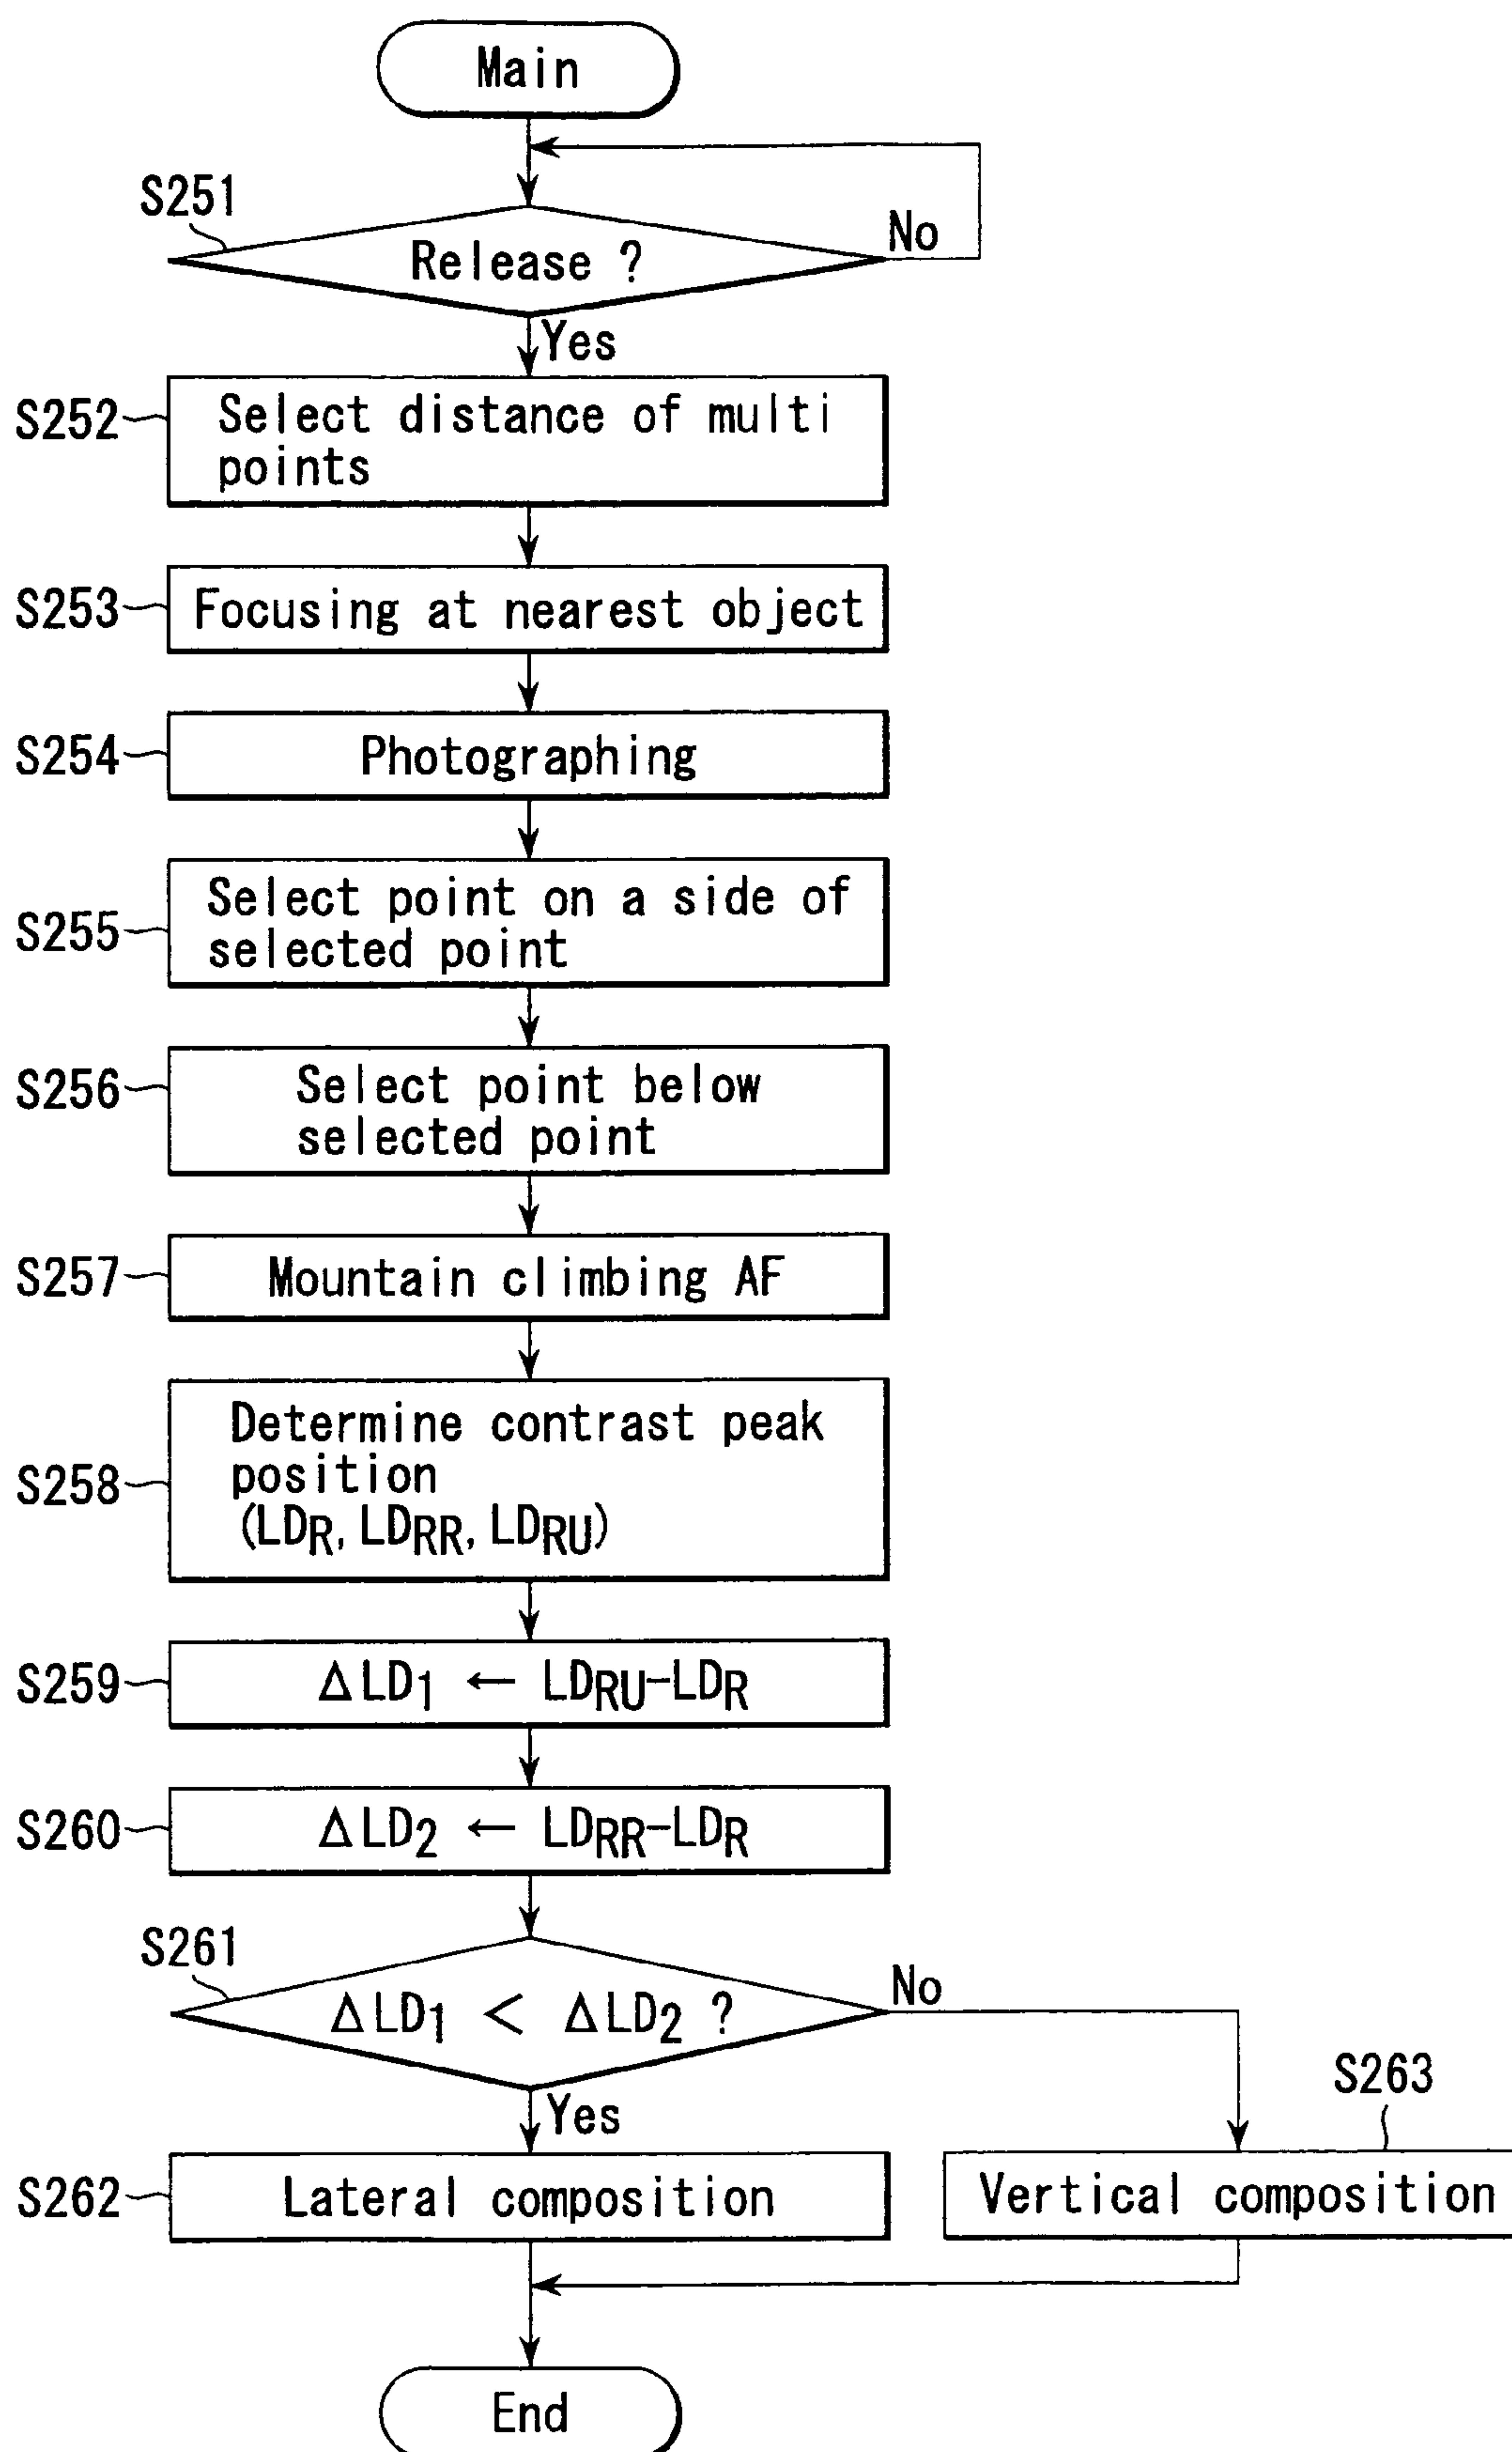 Main
S251
Release ?
No
Yes
S252
Select distance of multi
points
S253
Focusing at nearest object
S254
Photographing
S255
Select point on a side of
selected point
S256
Select point below
selected point
S257
Mountain climbing AF
S258
Determine contrast peak
position
(LDR, LDRR, LDRU)
S259
ΔLD1 ← LDRU-LDR
S260
ΔLD2 ← LDRR-LDR
S261
ΔLD1 < ΔLD2 ?
No
Yes
S263
S262
Lateral composition
Vertical composition
End